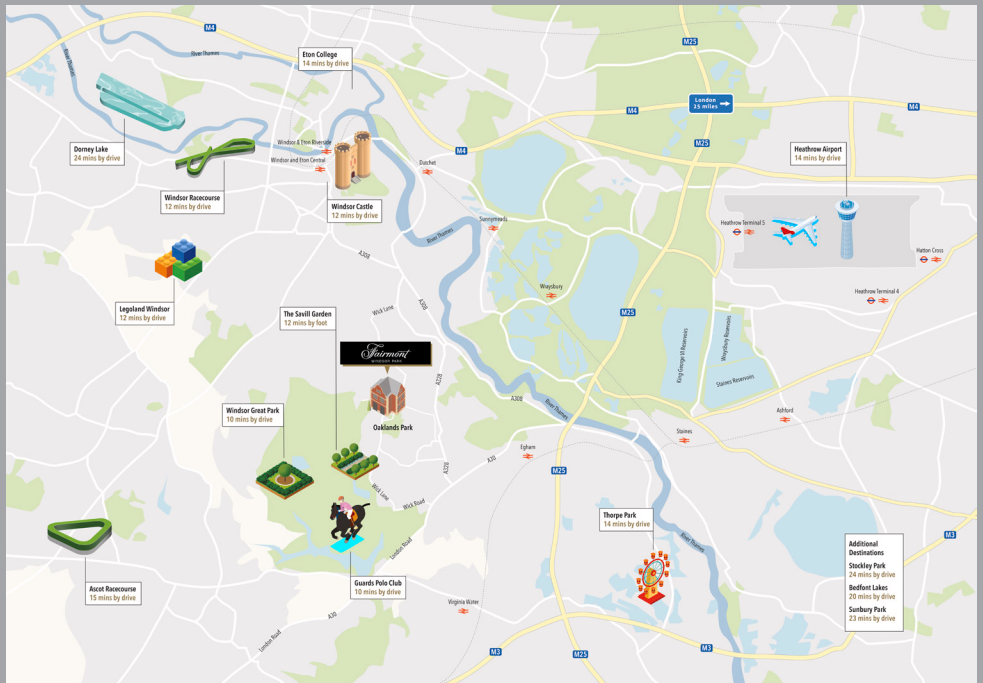 M4
River Thames
River Thames
Eton College
14 mins by drive
M25
London
15 miles
M4
M4
M25
Dorney Lake
24 mins by drive
Windsor & Eton Riverside
Windsor and Eton Central
M4
Datchet
Heathrow Airport
14 mins by drive
Windsor Racecourse
12 mins by drive
Windsor Castle
12 mins by drive
Sunnymeads
River Thames
Heathrow Terminal 5
Hatton Cross
A308
Wraysbury
Heathrow Terminal 4
Legoland Windsor
12 mins by drive
The Savill Garden
12 mins by foot
Wick Lane
A308
M25
King George VI Reservoirs
Wraysbury Reservoirs
Staines Reservoirs
Fairmont
WINDSOR PARK
A328
A308
River Thames
Windsor Great Park
10 mins by drive
Oaklands Park
Ashford
Staines
Egham
A30
A328
M25
Wick Lane
Wick Road
London Road
Thorpe Park
14 mins by drive
River Thames
M3
Additional
Destinations
Stockley Park
24 mins by drive
Bedfont Lakes
20 mins by drive
Sunbury Park
23 mins by drive
Ascot Racecourse
15 mins by drive
Guards Polo Club
10 mins by drive
Virginia Water
A30
London Road
M3
M25
M3